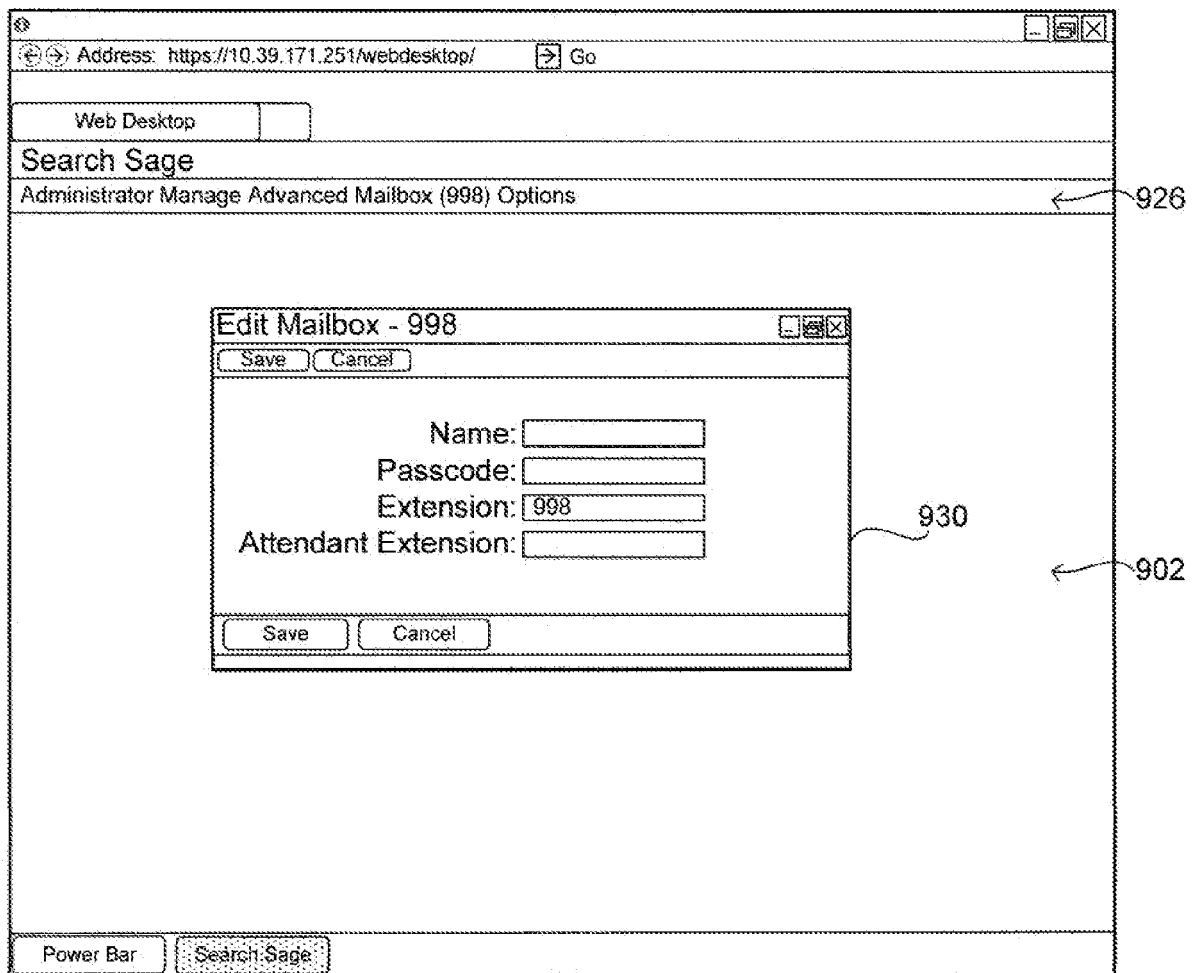 Address: https://10.39.171.251/webdesktop/ Go
Web Desktop
Search Sage
Administrator Manage Advanced Mailbox (998) Options
926
Edit Mailbox - 998
Save Cancel
Name:
Passcode:
Extension: 998
930
Attendant Extension:
902
Save Cancel
Power Bar Search Sage